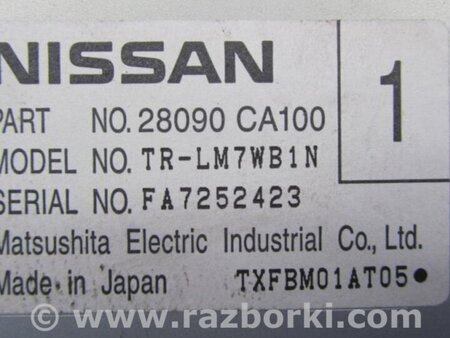 NISSAN
1
PART NO. 28090 CA100
MODEL NO. TR-LM7WB1N
SERIAL NO. FA7252423
Matsushita Electric Industrial Co., Ltd.
Made in Japan TXFBM01AT05●
© www.razborki.com